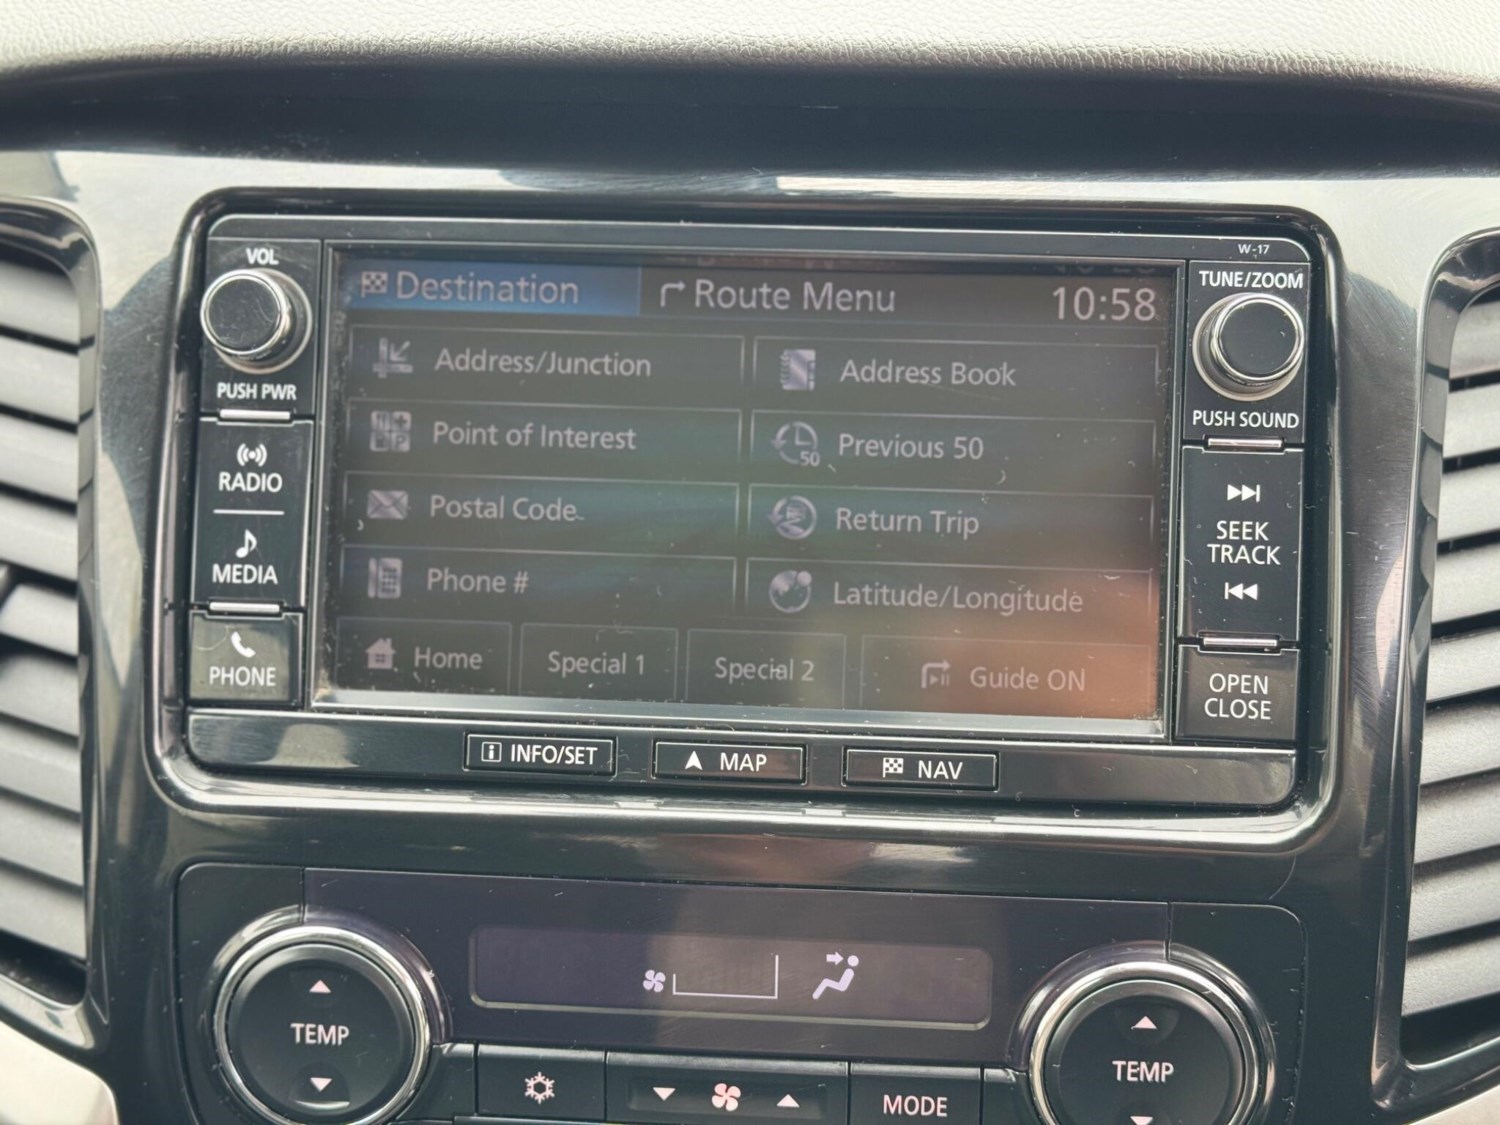 W-17
VOL
TUNE/ZOOM
Destination
Route Menu
10:58
PUSH PWR
PUSH SOUND
Address/Junction
Address Book
Point of Interest
Previous 50
50
Postal Code
Return Trip
Phone #
Latitude/Longitude
Home
Special 1
Special 2
Guide ON
RADIO
MEDIA
PHONE
SEEK
TRACK
OPEN
CLOSE
INFO/SET
MAP
NAV
TEMP
TEMP
MODE